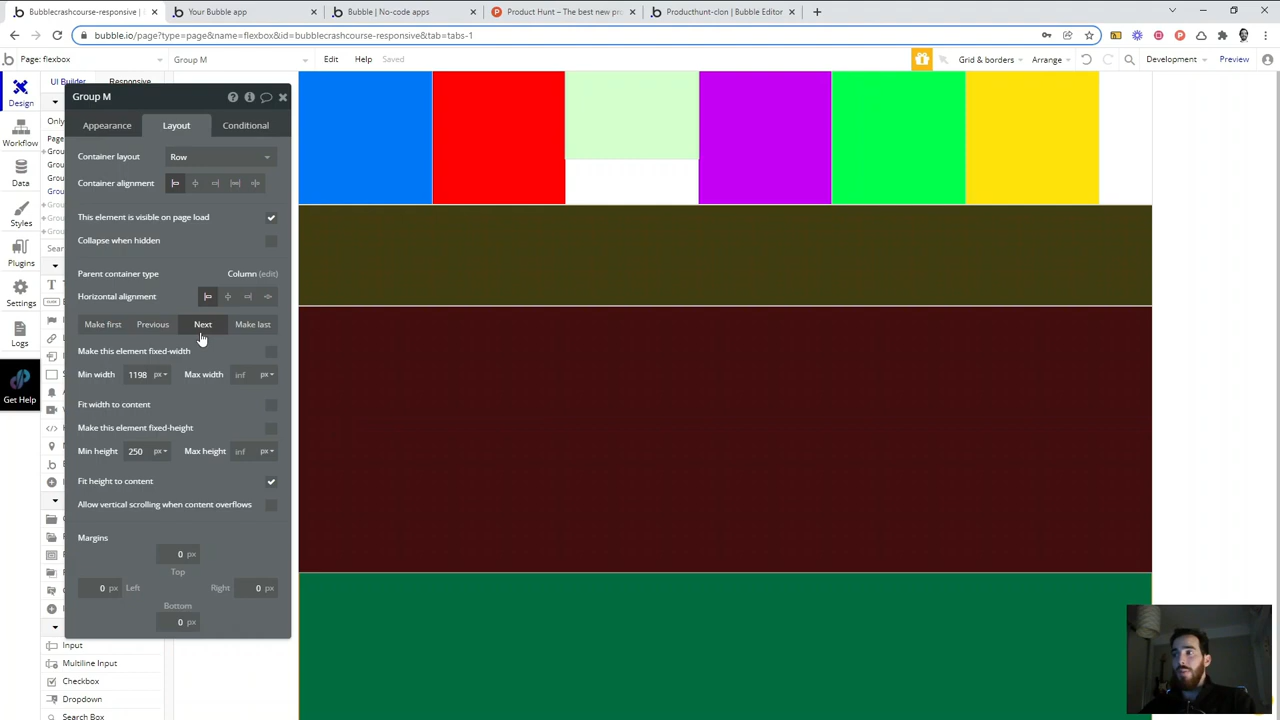 Bubblecrashcourse-responsive |
Your Bubble app
Bubble | No-code apps
Product Hunt – The best new pro
Producthunt-clon | Bubble Editor
bubble.io/page?type=page&name=flexbox&id=bubblecrashcourse-responsive&tab=tabs-1
Page: flexbox
Group M
Edit
Help
Saved
Grid & borders
Arrange
Development
Preview
UI Builder
Responsive
Design
Workflow
Data
Styles
Plugins
Settings
Logs
Get Help
Group M
Appearance
Layout
Conditional
Container layout
Row
Container alignment
This element is visible on page load
Collapse when hidden
Parent container type
Column (edit)
Horizontal alignment
Make first
Previous
Next
Make last
Make this element fixed-width
Min width
1198 px
Max width
inf px
Fit width to content
Make this element fixed-height
Min height
250 px
Max height
inf px
Fit height to content
Allow vertical scrolling when content overflows
Margins
0 px
Top
0 px Left
Right 0 px
Bottom
0 px
Input
Multiline Input
Checkbox
Dropdown
Search Box